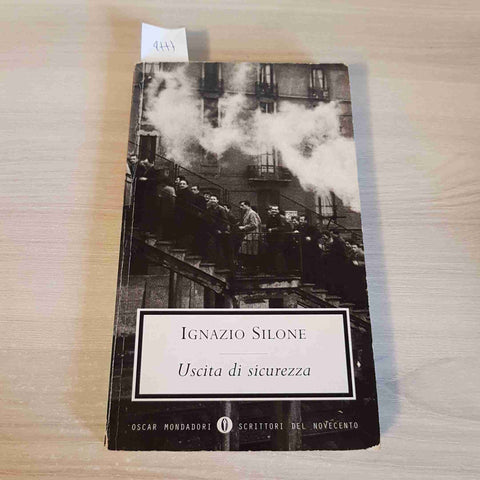 IGNAZIO SILONE
Uscita di sicurezza
OSCAR MONDADORI SCRITTORI DEL NOVECENTO